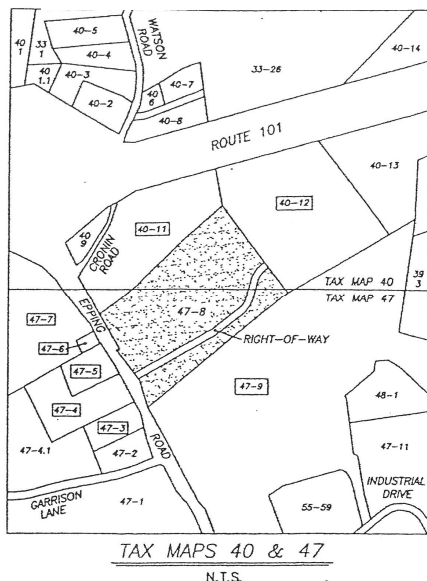 40-5
40
1
33
1
WATSON
ROAD
40-14
40-4
33-26
40
1.1
40-3
40-7
40
6
40-2
40-8
ROUTE 101
40-13
40-12
40-11
40
9
CRONIN
ROAD
39
3
TAX MAP 40
TAX MAP 47
EPPING
47-7
47-8
RIGHT-OF-WAY
47-6
47-5
47-9
48-1
47-4
47-3
ROAD
47-4.1
47-2
47-11
INDUSTRIAL
DRIVE
GARRISON
LANE
47-1
55-59
TAX MAPS 40 & 47
N.T.S.